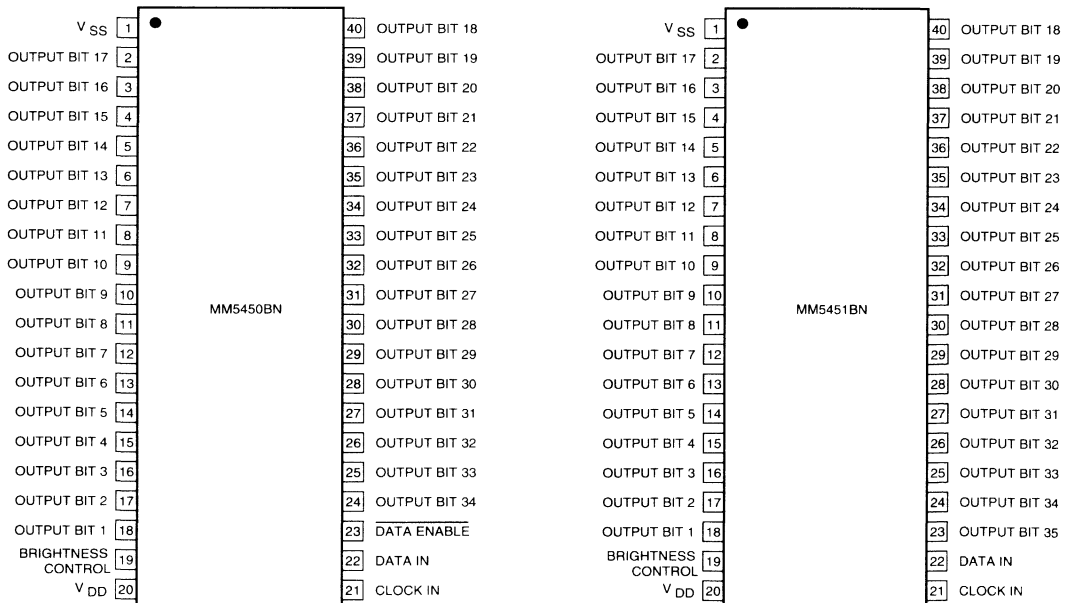 V SS 1 40 OUTPUT BIT 18
OUTPUT BIT 17 2 39 OUTPUT BIT 19
OUTPUT BIT 16 3 38 OUTPUT BIT 20
OUTPUT BIT 15 4 37 OUTPUT BIT 21
OUTPUT BIT 14 5 36 OUTPUT BIT 22
OUTPUT BIT 13 6 35 OUTPUT BIT 23
OUTPUT BIT 12 7 34 OUTPUT BIT 24
OUTPUT BIT 11 8 33 OUTPUT BIT 25
OUTPUT BIT 10 9 32 OUTPUT BIT 26
OUTPUT BIT 9 10 31 OUTPUT BIT 27
MM5450BN
OUTPUT BIT 8 11 30 OUTPUT BIT 28
OUTPUT BIT 7 12 29 OUTPUT BIT 29
OUTPUT BIT 6 13 28 OUTPUT BIT 30
OUTPUT BIT 5 14 27 OUTPUT BIT 31
OUTPUT BIT 4 15 26 OUTPUT BIT 32
OUTPUT BIT 3 16 25 OUTPUT BIT 33
OUTPUT BIT 2 17 24 OUTPUT BIT 34
OUTPUT BIT 1 18 23 DATA ENABLE
BRIGHTNESS
CONTROL 19 22 DATA IN
V DD 20 21 CLOCK IN
V SS 1 40 OUTPUT BIT 18
OUTPUT BIT 17 2 39 OUTPUT BIT 19
OUTPUT BIT 16 3 38 OUTPUT BIT 20
OUTPUT BIT 15 4 37 OUTPUT BIT 21
OUTPUT BIT 14 5 36 OUTPUT BIT 22
OUTPUT BIT 13 6 35 OUTPUT BIT 23
OUTPUT BIT 12 7 34 OUTPUT BIT 24
OUTPUT BIT 11 8 33 OUTPUT BIT 25
OUTPUT BIT 10 9 32 OUTPUT BIT 26
OUTPUT BIT 9 10 31 OUTPUT BIT 27
MM5451BN
OUTPUT BIT 8 11 30 OUTPUT BIT 28
OUTPUT BIT 7 12 29 OUTPUT BIT 29
OUTPUT BIT 6 13 28 OUTPUT BIT 30
OUTPUT BIT 5 14 27 OUTPUT BIT 31
OUTPUT BIT 4 15 26 OUTPUT BIT 32
OUTPUT BIT 3 16 25 OUTPUT BIT 33
OUTPUT BIT 2 17 24 OUTPUT BIT 34
OUTPUT BIT 1 18 23 OUTPUT BIT 35
BRIGHTNESS
CONTROL 19 22 DATA IN
V DD 20 21 CLOCK IN